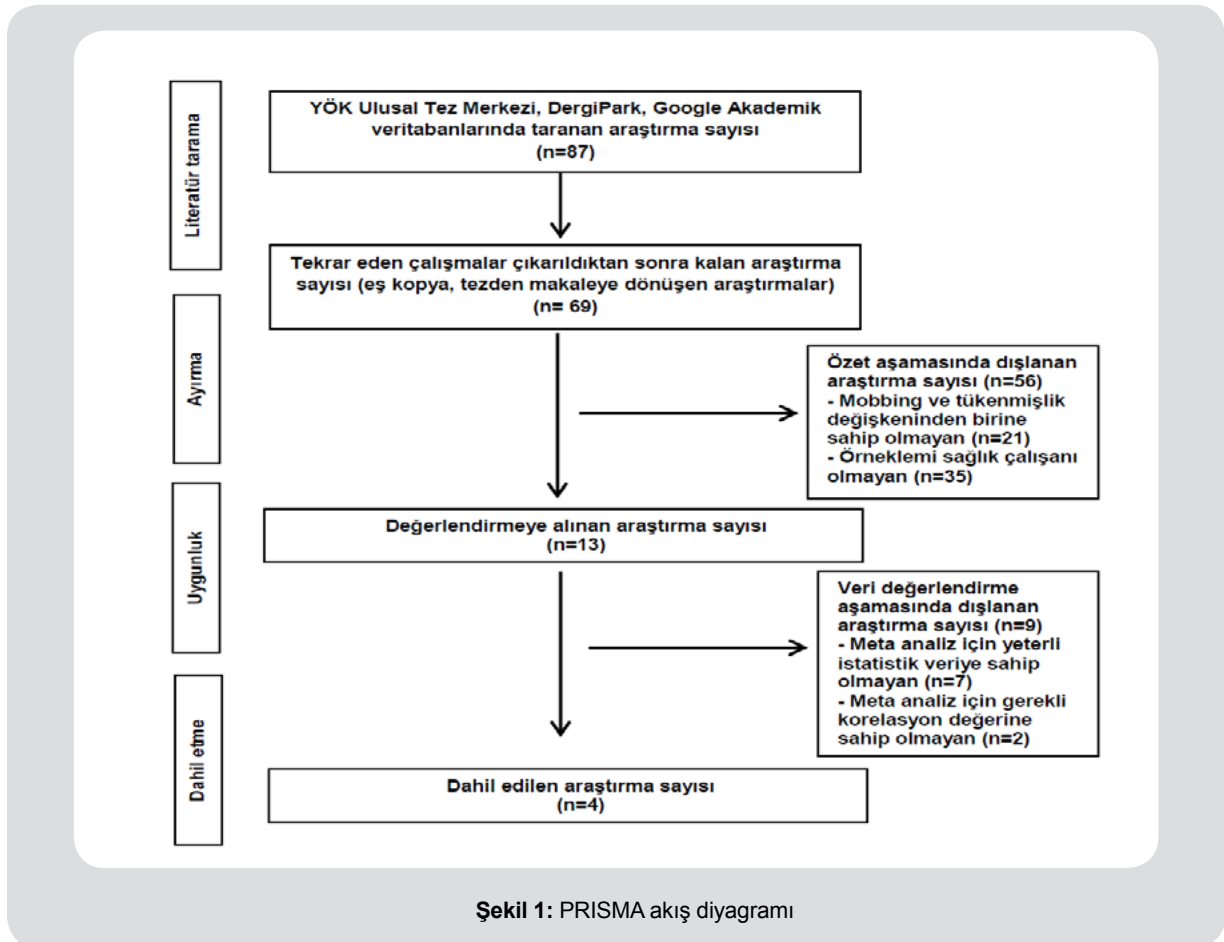 Literatür tarama
YÖK Ulusal Tez Merkezi, DergiPark, Google Akademik
veritabanlarında taranan araştırma sayısı
(n=87)
Tekrar eden çalışmalar çıkarıldıktan sonra kalan araştırma
sayısı (eş kopya, tezden makaleye dönüşen araştırmalar)
(n= 69)
Ayırma
Özet aşamasında dışlanan
araştırma sayısı (n=56)
- Mobbing ve tükenmişlik
değişkeninden birine
sahip olmayan (n=21)
- Örneklemi sağlık çalışanı
olmayan (n=35)
Uygunluk
Değerlendirmeye alınan araştırma sayısı
(n=13)
Veri değerlendirme
aşamasında dışlanan
araştırma sayısı (n=9)
- Meta analiz için yeterli
istatistik veriye sahip
olmayan (n=7)
- Meta analiz için gerekli
korelasyon değerine
sahip olmayan (n=2)
Dahil etme
Dahil edilen araştırma sayısı
(n=4)
Şekil 1: PRISMA akış diyagramı